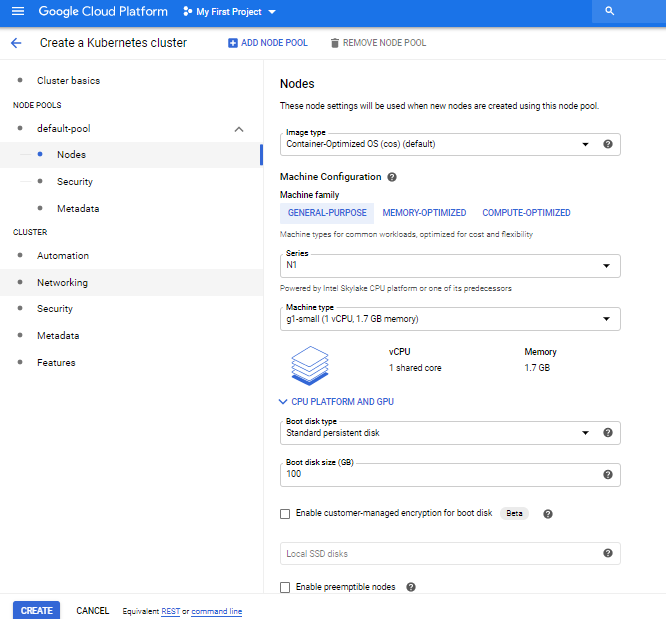 Google Cloud Platform
My First Project
Create a Kubernetes cluster
ADD NODE POOL
REMOVE NODE POOL
Cluster basics
NODE POOLS
default-pool
Nodes
Security
Metadata
CLUSTER
Automation
Networking
Security
Metadata
Features
Nodes
These node settings will be used when new nodes are created using this node pool.
Image type
Container-Optimized OS (cos) (default)
Machine Configuration
Machine family
GENERAL-PURPOSE
MEMORY-OPTIMIZED
COMPUTE-OPTIMIZED
Machine types for common workloads, optimized for cost and flexibility
Series
N1
Powered by Intel Skylake CPU platform or one of its predecessors
Machine type
g1-small (1 vCPU, 1.7 GB memory)
vCPU
1 shared core
Memory
1.7 GB
CPU PLATFORM AND GPU
Boot disk type
Standard persistent disk
Boot disk size (GB)
100
Enable customer-managed encryption for boot disk
Beta
Local SSD disks
Enable preemptible nodes
CREATE
CANCEL
Equivalent REST or command line